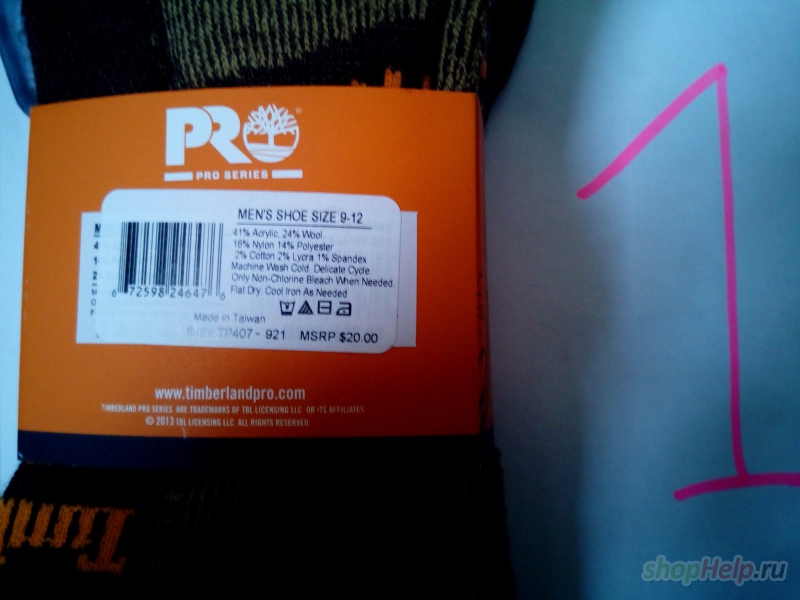 PRO
®
PRO SERIES
MEN'S SHOE SIZE 9-12
41% Acrylic, 24% Wool
16% Nylon 14% Polyester
2% Cotton 2% Lycra 1% Spandex
Machine Wash Cold. Delicate Cycle.
Only Non-Chlorine Bleach When Needed.
Flat Dry. Cool Iron As Needed
6 72598 24647 6
Made in Taiwan
TP407 - 921 MSRP $20.00
www.timberlandpro.com
TIMBERLAND PRO SERIES ARE TRADEMARKS OF TBL LICENSING LLC OR ITS AFFILIATES
© 2013 TBL LICENSING LLC. ALL RIGHTS RESERVED
1
shopHelp.ru